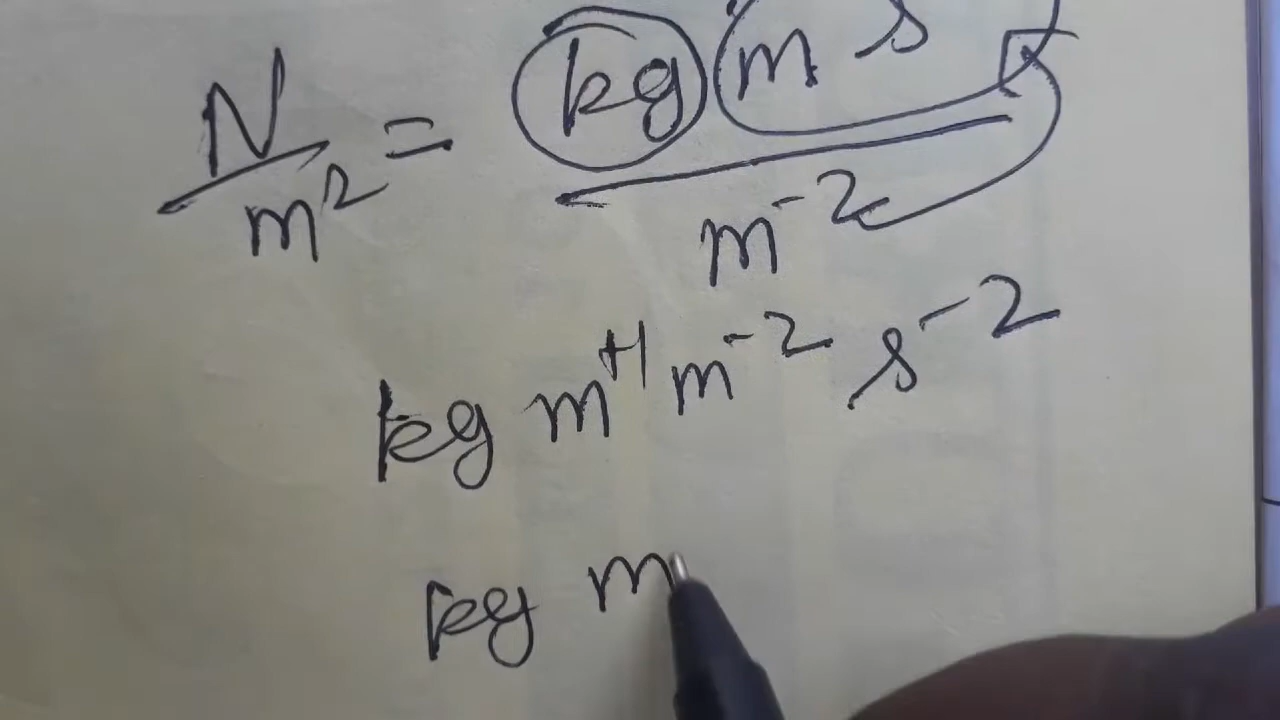 N/m² = kg m s / m⁻²
kg m⁺¹ m⁻² s⁻²
kg m